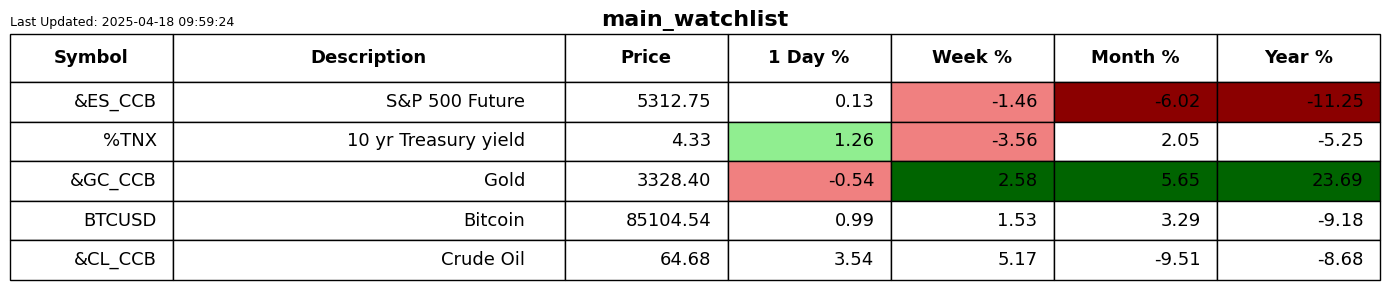 Last Updated: 2025-04-18 09:59:24
main_watchlist
Symbol Description Price 1 Day % Week % Month % Year %
&ES_CCB S&P 500 Future 5312.75 0.13 -1.46 -6.02 -11.25
%TNX 10 yr Treasury yield 4.33 1.26 -3.56 2.05 -5.25
&GC_CCB Gold 3328.40 -0.54 2.58 5.65 23.69
BTCUSD Bitcoin 85104.54 0.99 1.53 3.29 -9.18
&CL_CCB Crude Oil 64.68 3.54 5.17 -9.51 -8.68